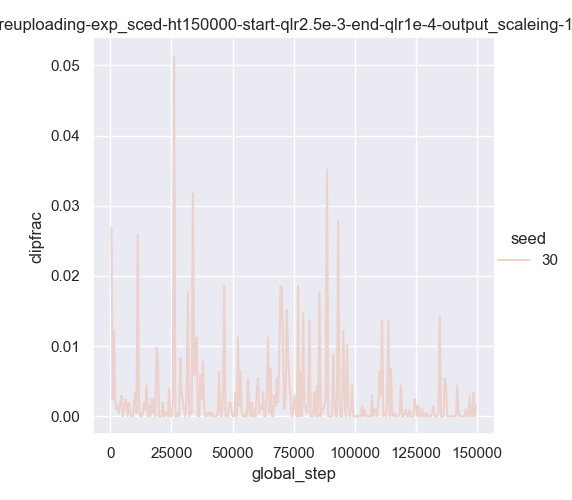 reuploading-exp_sced-ht150000-start-qlr2.5e-3-end-qlr1e-4-output_scaleing-1
0.05
0.04
0.03
0.02
0.01
0.00
clipfrac
0 25000 50000 75000 100000 125000 150000
global_step
seed
30